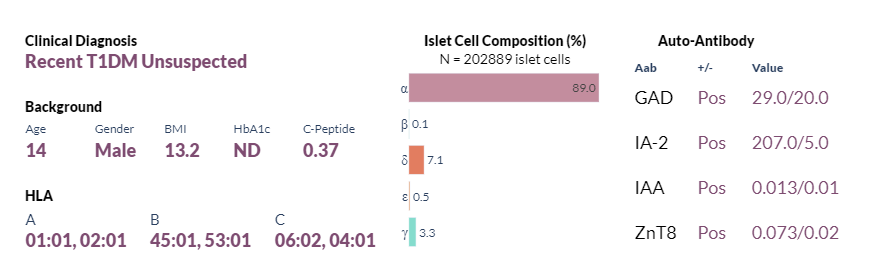 Clinical Diagnosis
Recent T1DM Unsuspected
Background
Age Gender BMI HbA1c C-Peptide
14 Male 13.2 ND 0.37
HLA
A B C
01:01, 02:01 45:01, 53:01 06:02, 04:01
Islet Cell Composition (%)
N = 202889 islet cells
α 89.0
β 0.1
δ 7.1
ε 0.5
γ 3.3
Auto-Antibody
Aab +/- Value
GAD Pos 29.0/20.0
IA-2 Pos 207.0/5.0
IAA Pos 0.013/0.01
ZnT8 Pos 0.073/0.02